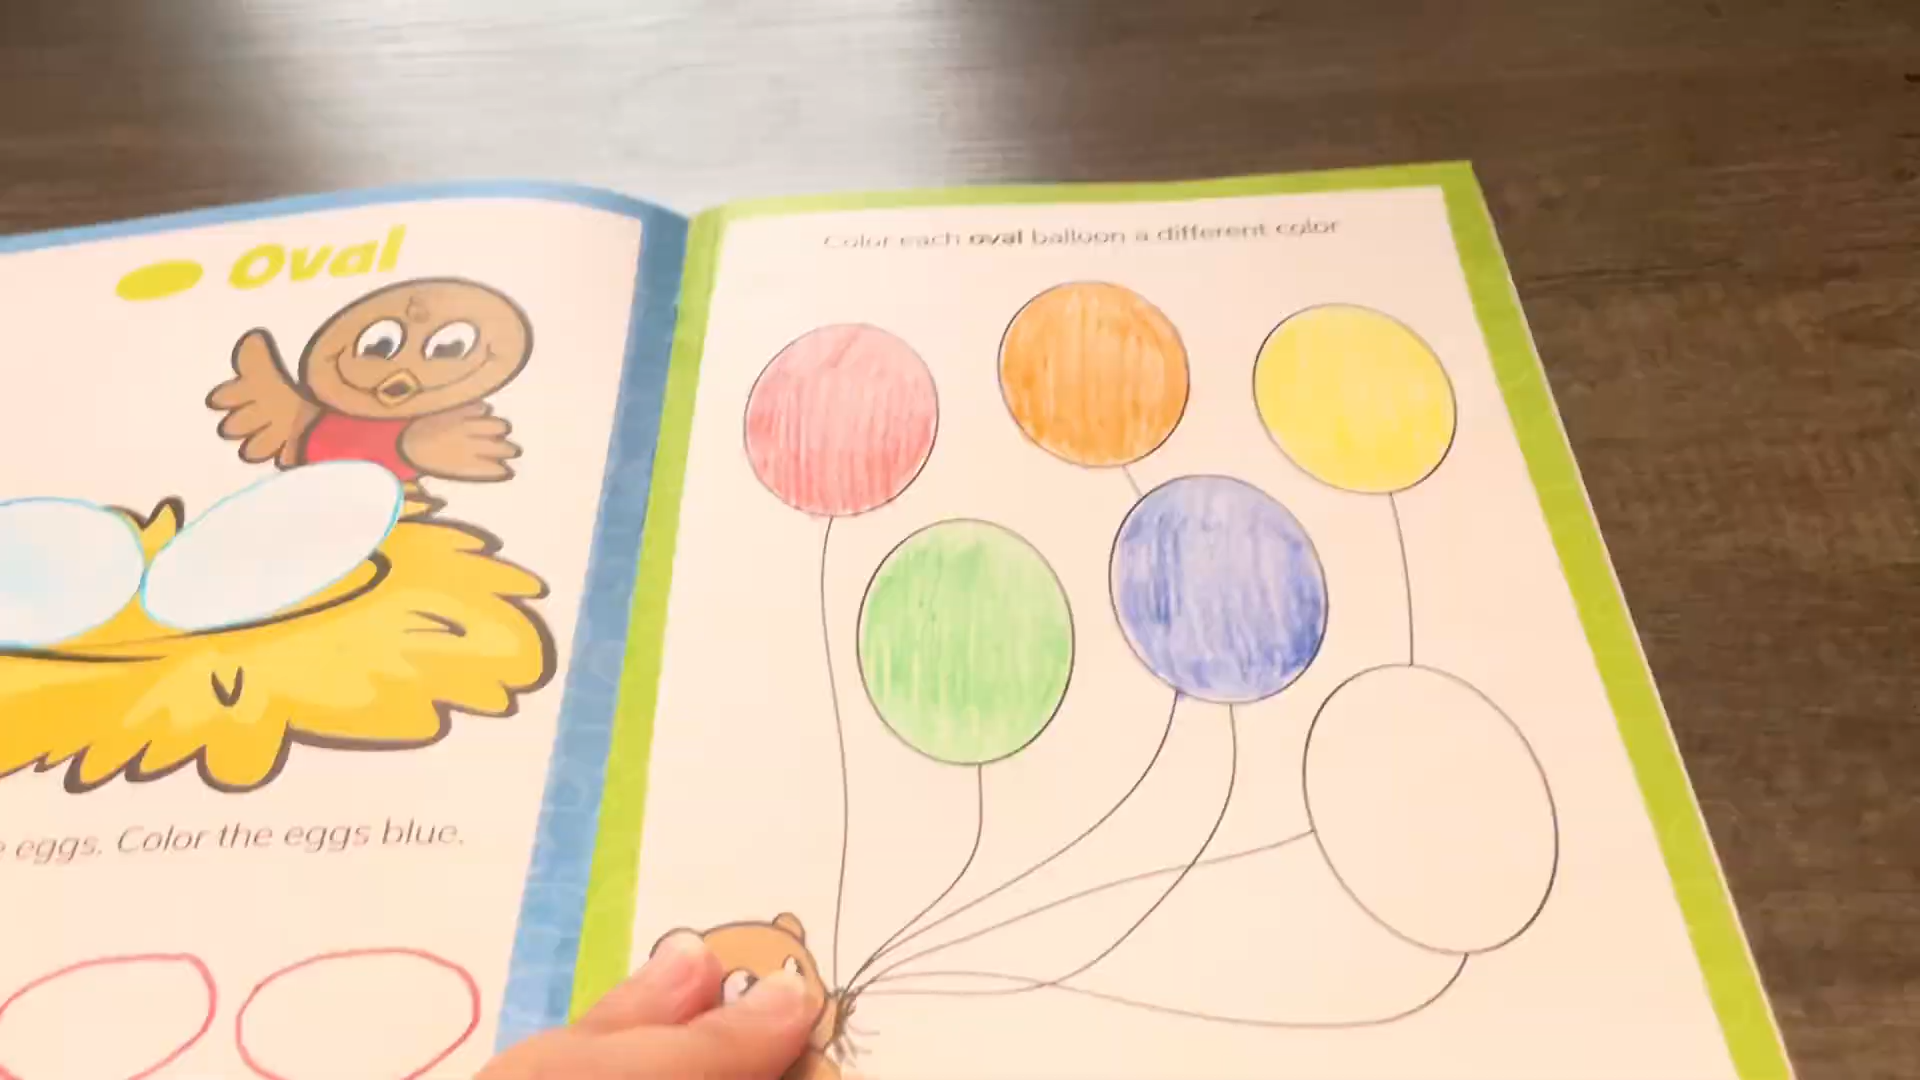 Oval
eggs. Color the eggs blue.
Color each oval balloon a different color